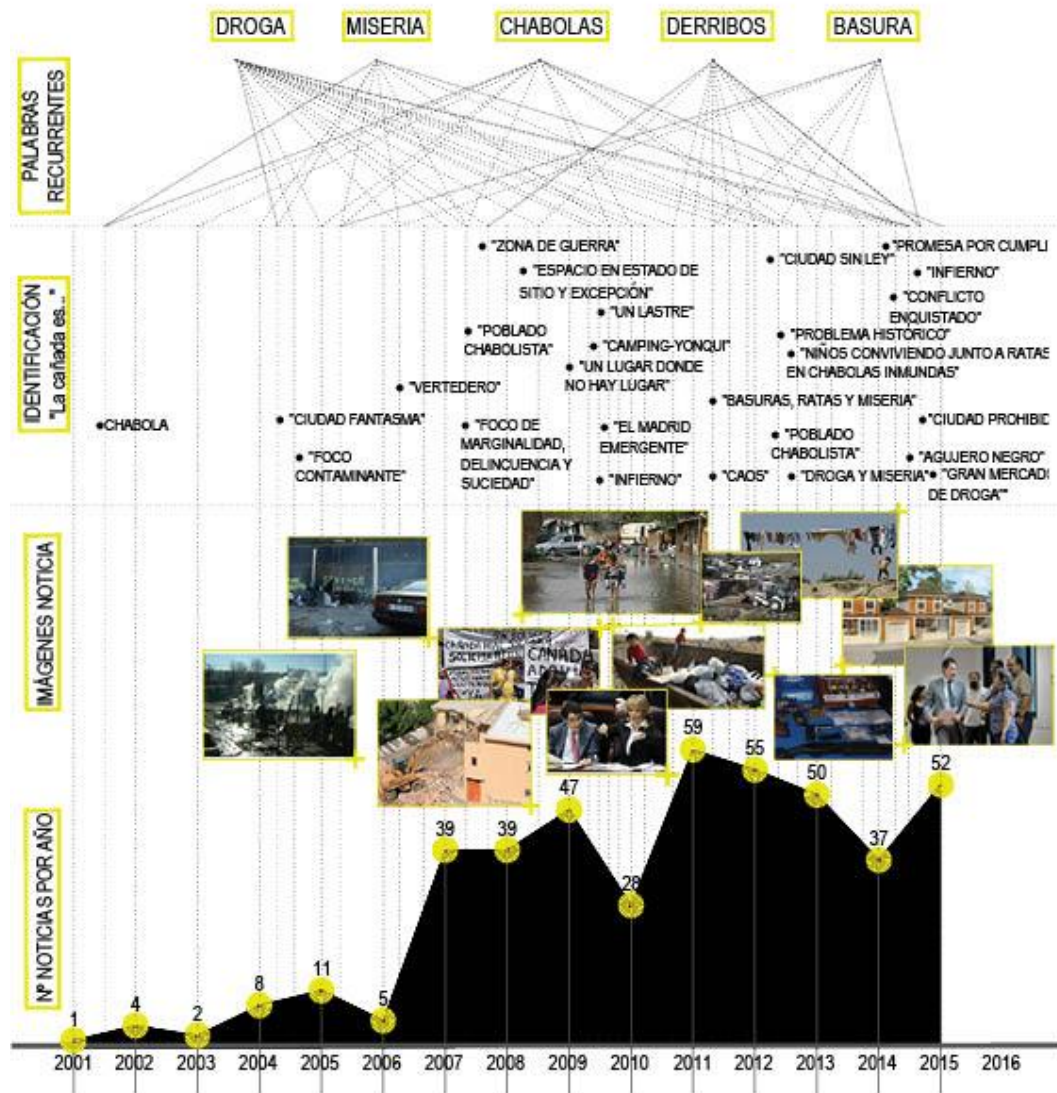 DROGA
MISERIA
CHABOLAS
DERRIBOS
BASURA
PALABRAS
RECURRENTES
IDENTIFICACIÓN
"La cañada es..."
"ZONA DE GUERRA"
"ESPACIO EN ESTADO DE
SITIO Y EXCEPCIÓN"
"UN LASTRE"
"POBLADO
CHABOLISTA"
"CAMPING-YONQUI"
"UN LUGAR DONDE
NO HAY LUGAR"
"VERTEDERO"
CHABOLA
"CIUDAD FANTASMA"
"FOCO
CONTAMINANTE"
"FOCO DE
MARGINALIDAD,
DELINCUENCIA Y
SUCIEDAD"
"EL MADRID
EMERGENTE"
"INFIERNO"
"PROMESA POR CUMPLI
"CIUDAD SIN LEY"
"INFIERNO"
"CONFLICTO
ENQUISTADO"
"PROBLEMA HISTÓRICO"
"NIÑOS CONVIVIENDO JUNTO A RATAS
EN CHABOLAS INMUNDAS"
"BASURAS, RATAS Y MISERIA"
"CIUDAD PROHIBID
"POBLADO
CHABOLISTA"
"AGUJERO NEGRO"
"CAOS"
"DROGA Y MISERIA"
"GRAN MERCADO
DE DROGA""
IMÁGENES NOTICIA
CAÑADA
Nº NOTICIAS POR AÑO
1
4
2
8
11
5
39
39
47
28
59
55
50
37
52
2001 2002 2003 2004 2005 2006 2007 2008 2009 2010 2011 2012 2013 2014 2015 2016